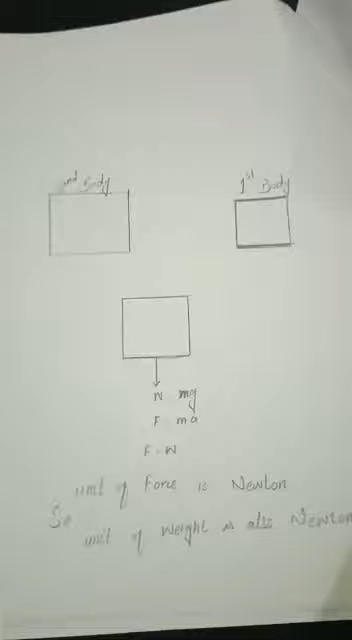 2nd Body
1st Body
W mg
F ma
F = W
unit of Force is Newton
So
unit of weight is also Newton